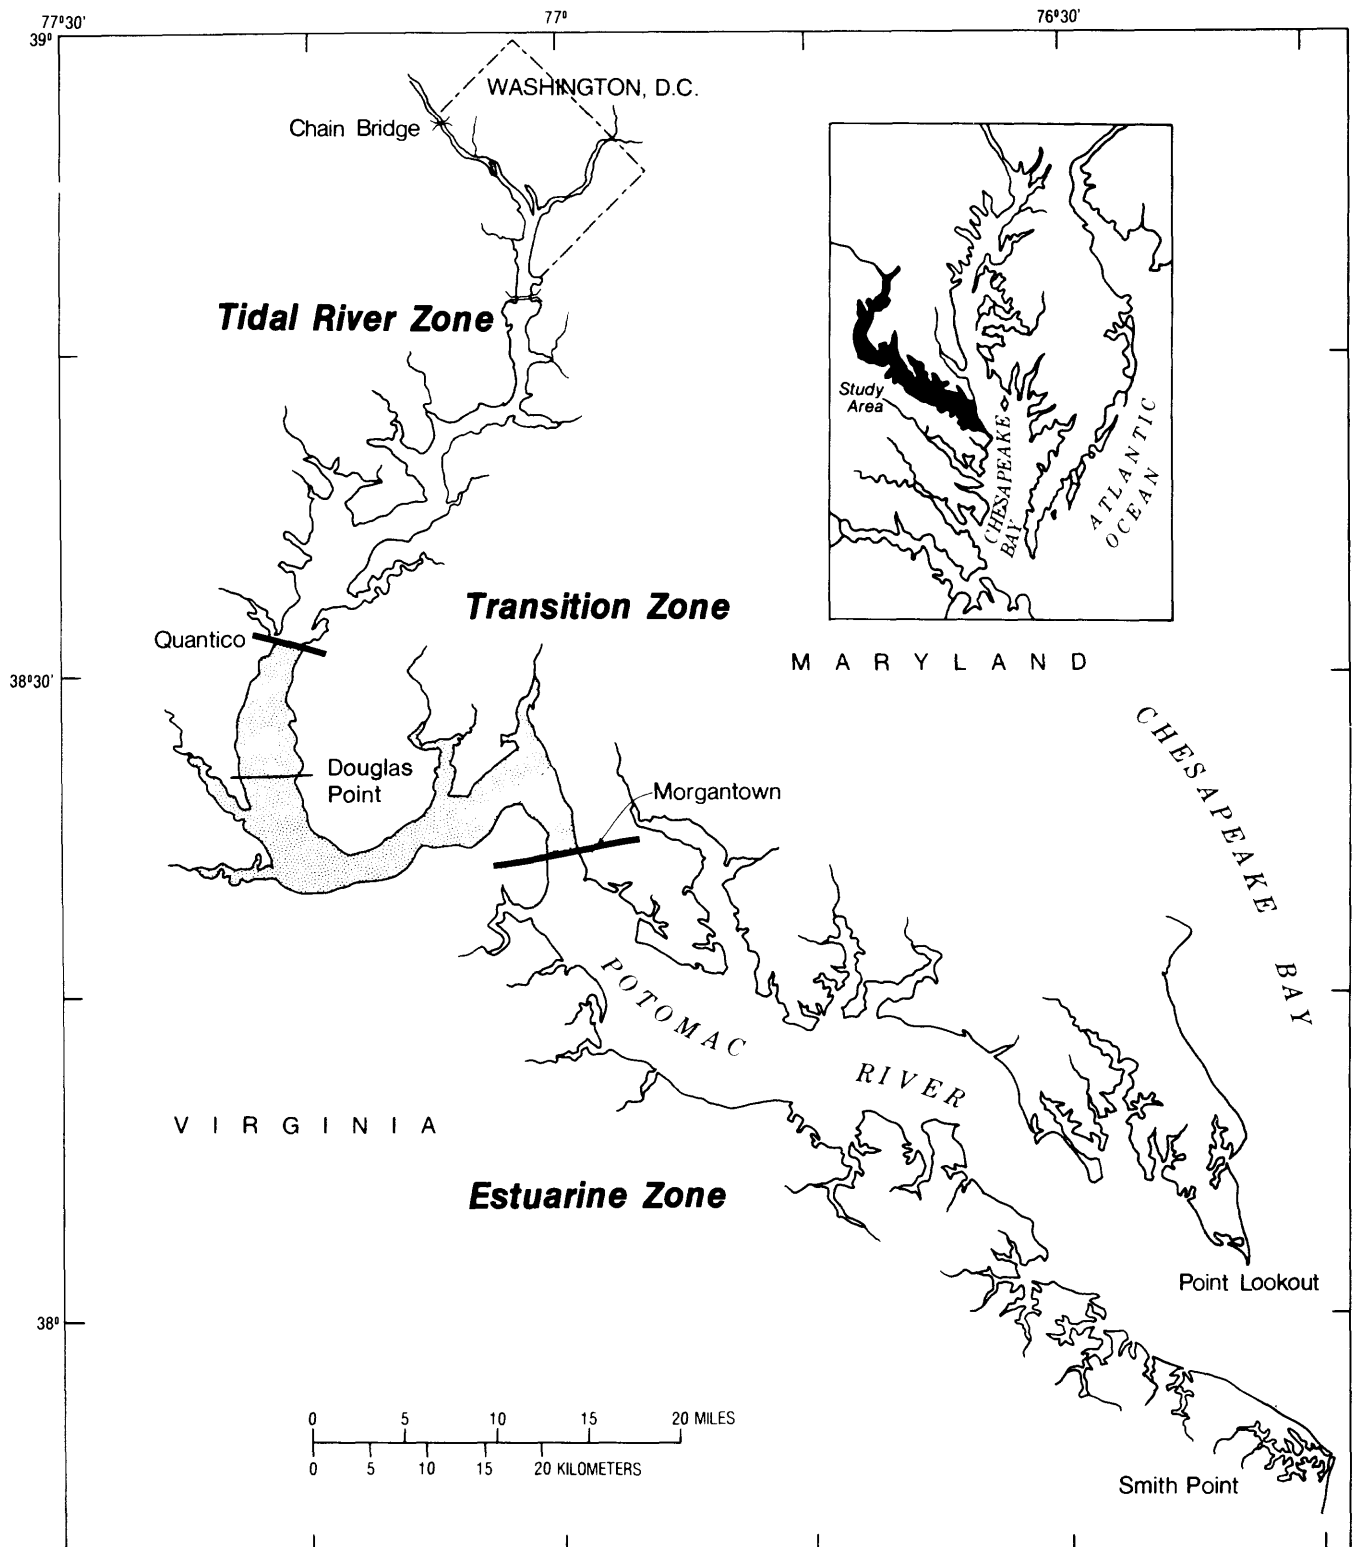 77°30'
77°
76°30'
39°
WASHINGTON, D.C.
Chain Bridge
Tidal River Zone
Study
Area
CHESAPEAKE
BAY
ATLANTIC
OCEAN
Transition Zone
Quantico
MARYLAND
38°30'
CHESAPEAKE BAY
Douglas
Point
Morgantown
POTOMAC RIVER
VIRGINIA
Estuarine Zone
Point Lookout
38°
0 5 10 15 20 MILES
0 5 10 15 20 KILOMETERS
Smith Point